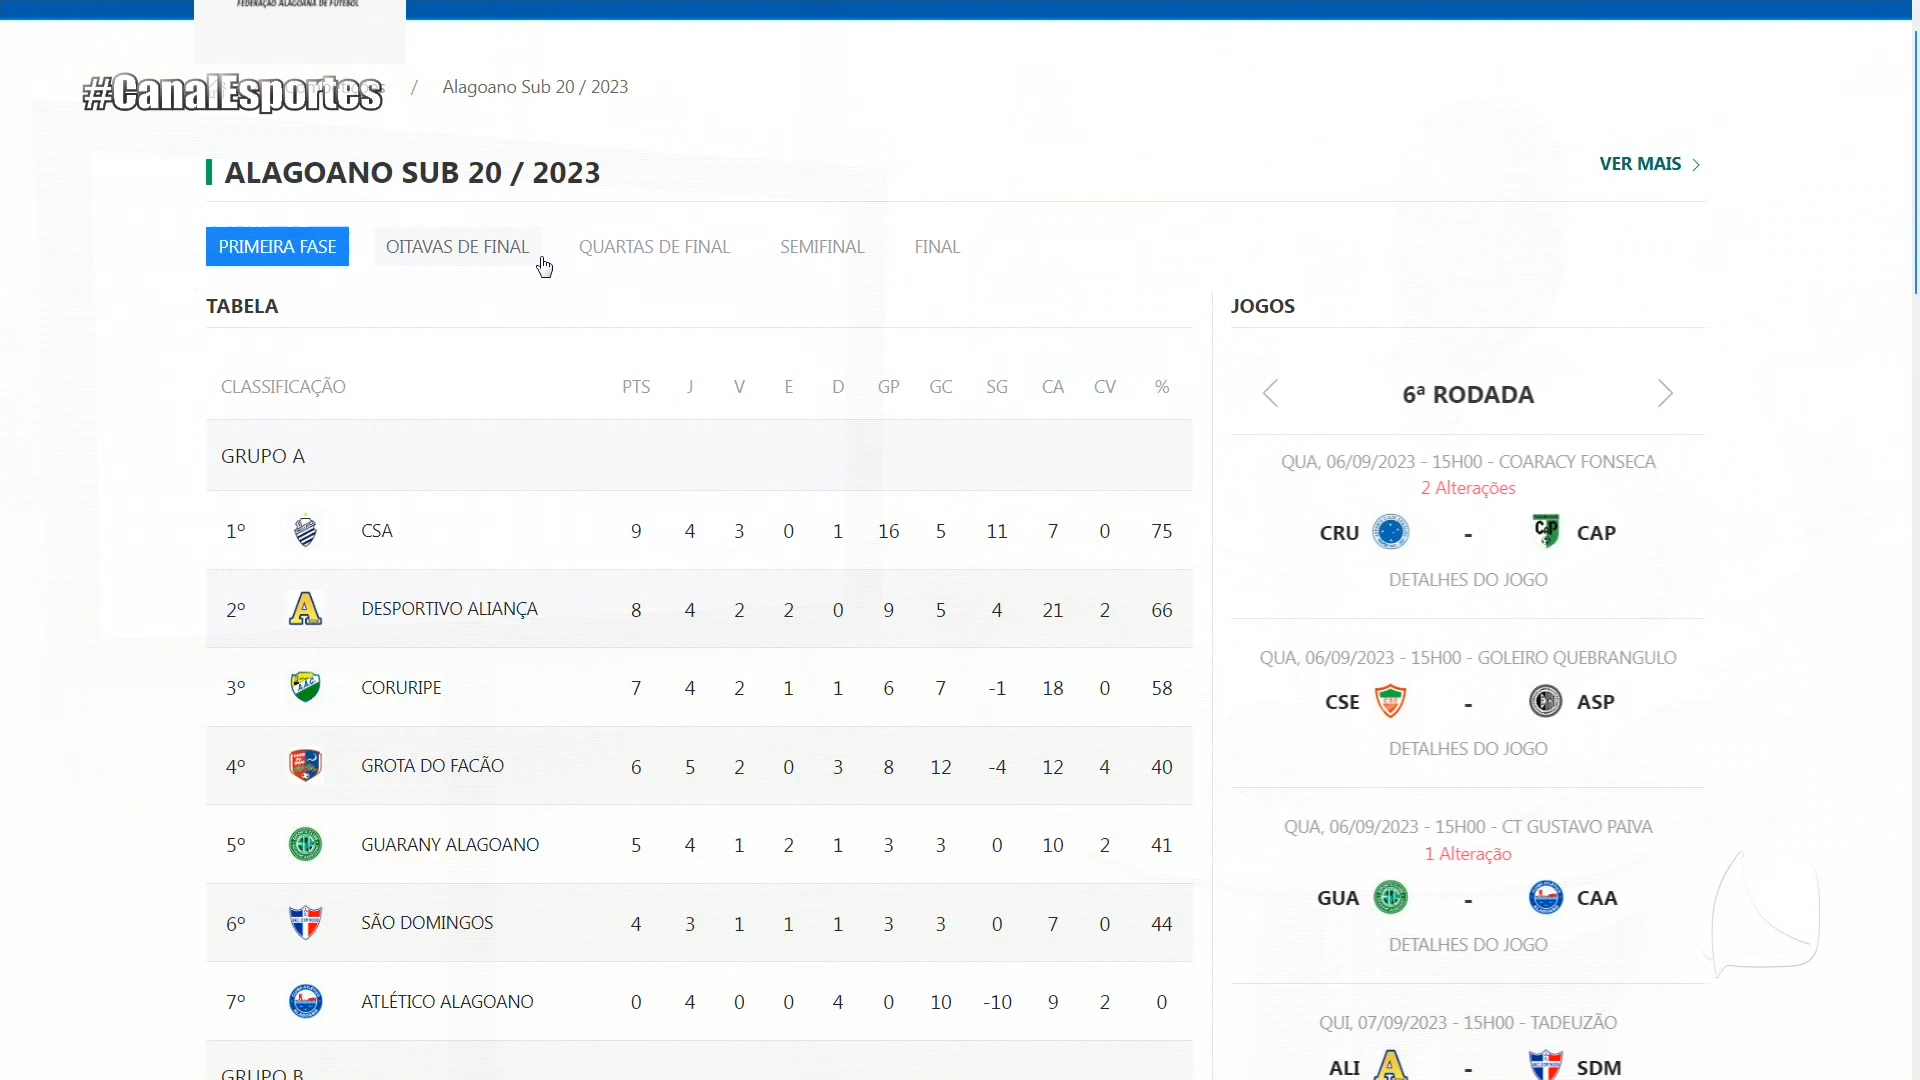 FEDERAÇÃO ALAGOANA DE FUTEBOL
#CanalEsportes
/ Alagoano Sub 20 / 2023
ALAGOANO SUB 20 / 2023
VER MAIS
PRIMEIRA FASE OITAVAS DE FINAL QUARTAS DE FINAL SEMIFINAL FINAL
TABELA
CLASSIFICAÇÃO PTS J V E D GP GC SG CA CV %
GRUPO A
1º CSA 9 4 3 0 1 16 5 11 7 0 75
2º DESPORTIVO ALIANÇA 8 4 2 2 0 9 5 4 21 2 66
3º CORURIPE 7 4 2 1 1 6 7 -1 18 0 58
4º GROTA DO FACÃO 6 5 2 0 3 8 12 -4 12 4 40
5º GUARANY ALAGOANO 5 4 1 2 1 3 3 0 10 2 41
6º SÃO DOMINGOS 4 3 1 1 1 3 3 0 7 0 44
7º ATLÉTICO ALAGOANO 0 4 0 0 4 0 10 -10 9 2 0
GRUPO B
JOGOS
6ª RODADA
QUA, 06/09/2023 - 15H00 - COARACY FONSECA
2 Alterações
CRU - CAP
DETALHES DO JOGO
QUA, 06/09/2023 - 15H00 - GOLEIRO QUEBRANGULO
CSE - ASP
DETALHES DO JOGO
QUA, 06/09/2023 - 15H00 - CT GUSTAVO PAIVA
1 Alteração
GUA - CAA
DETALHES DO JOGO
QUI, 07/09/2023 - 15H00 - TADEUZÃO
ALI - SDM